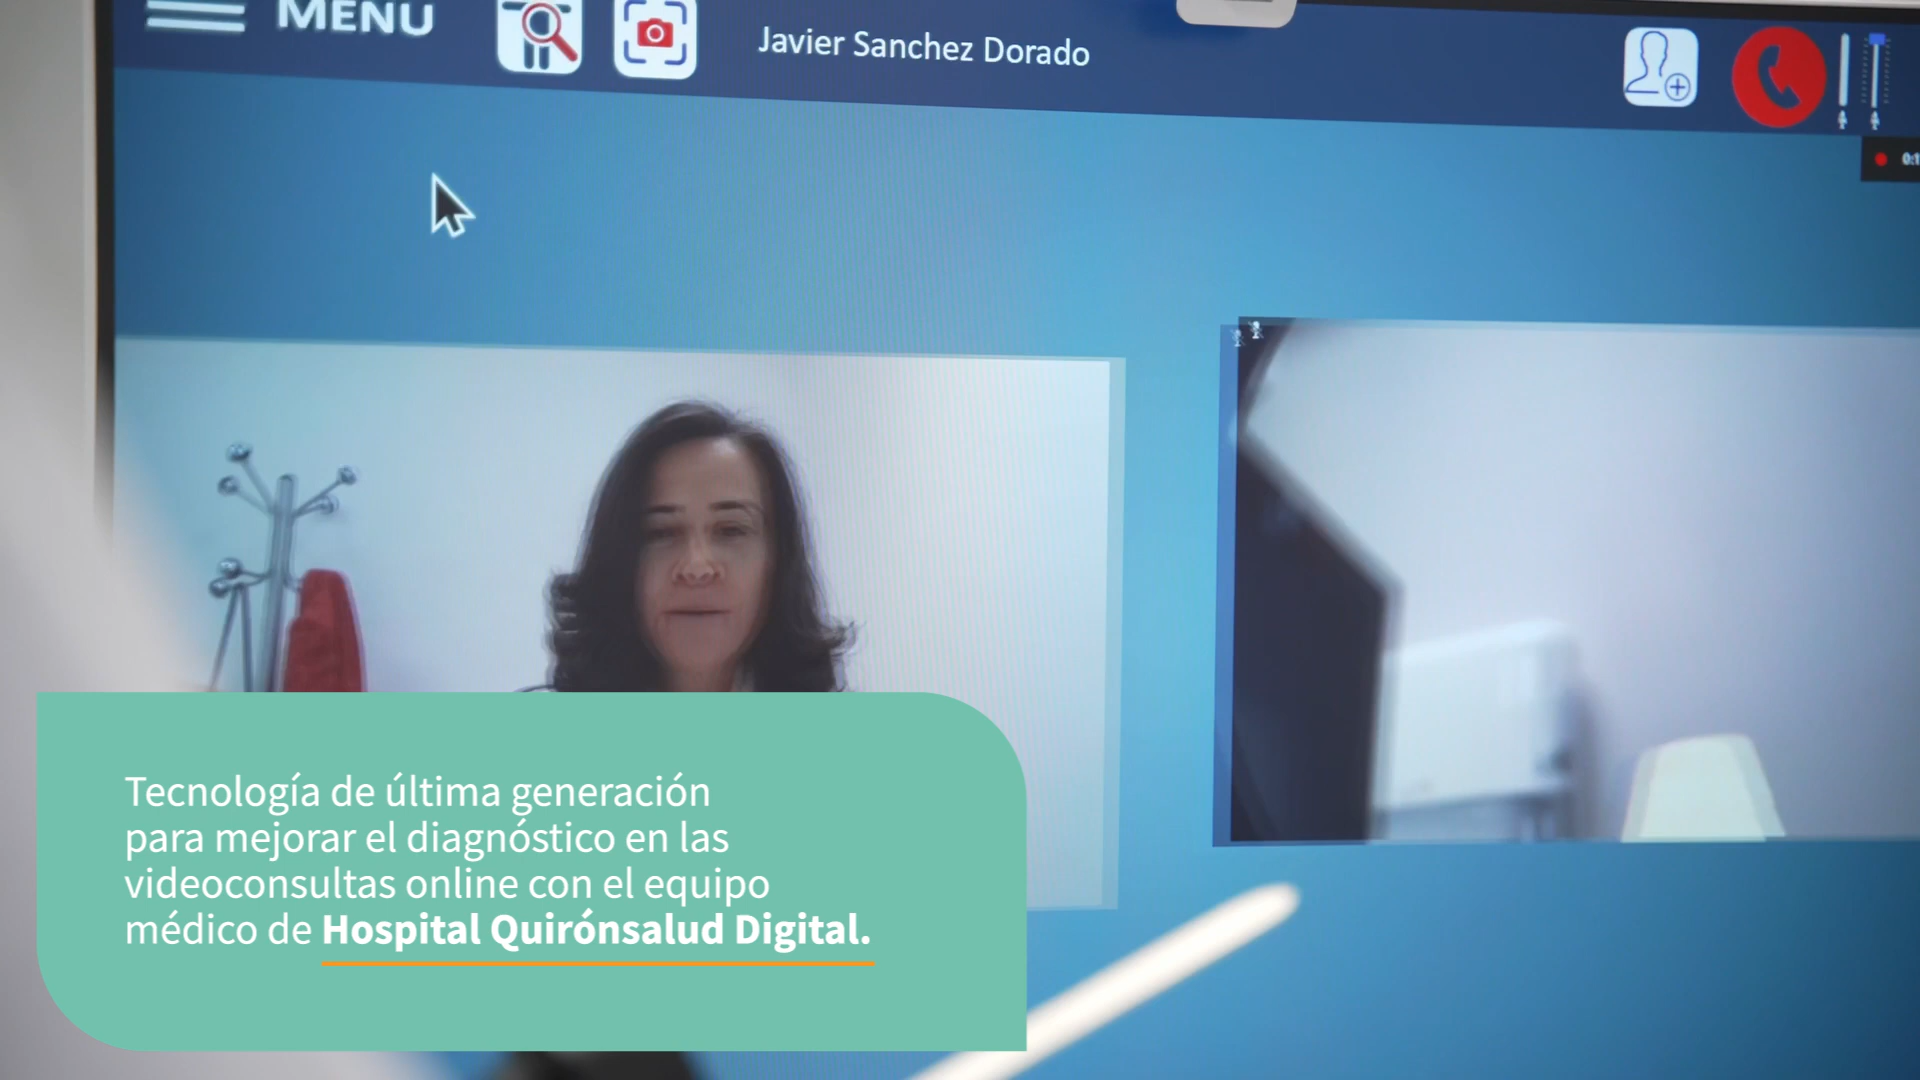 MENU
Javier Sanchez Dorado
Tecnología de última generación
para mejorar el diagnóstico en las
videoconsultas online con el equipo
médico de Hospital Quirónsalud Digital.